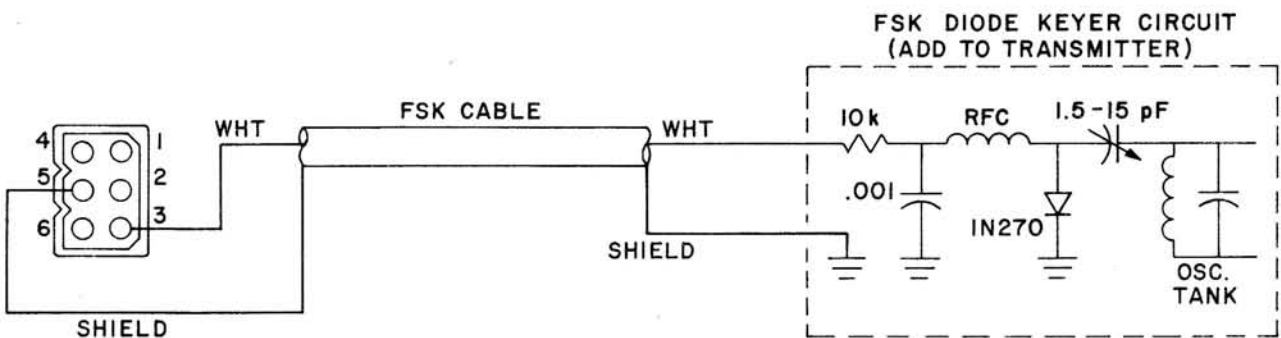 FSK DIODE KEYER CIRCUIT
(ADD TO TRANSMITTER)
FSK CABLE
WHT
WHT
10k
RFC
1.5-15 pF
4
1
5
2
6
3
.001
1N270
SHIELD
OSC.
TANK
SHIELD